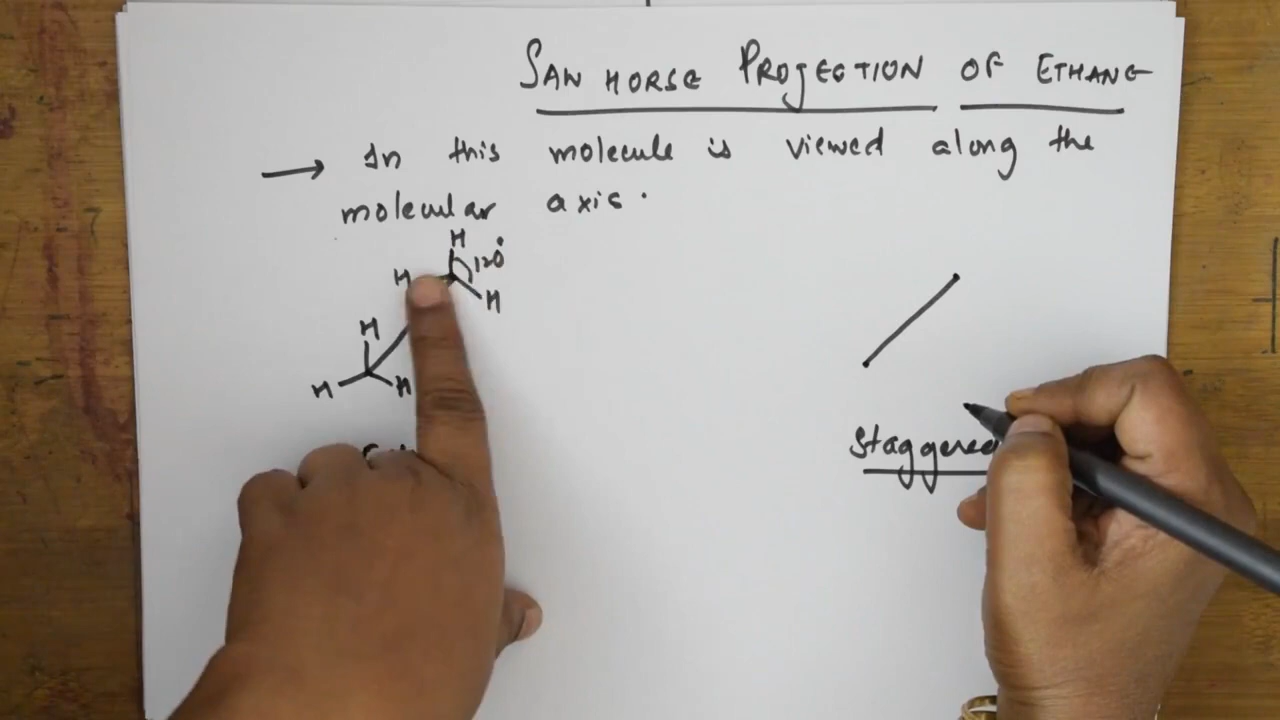 SAW HORSE PROJECTION OF ETHANE
→ In this molecule is viewed along the
molecular axis.
H
120°
H
H
H
H
H
Staggered